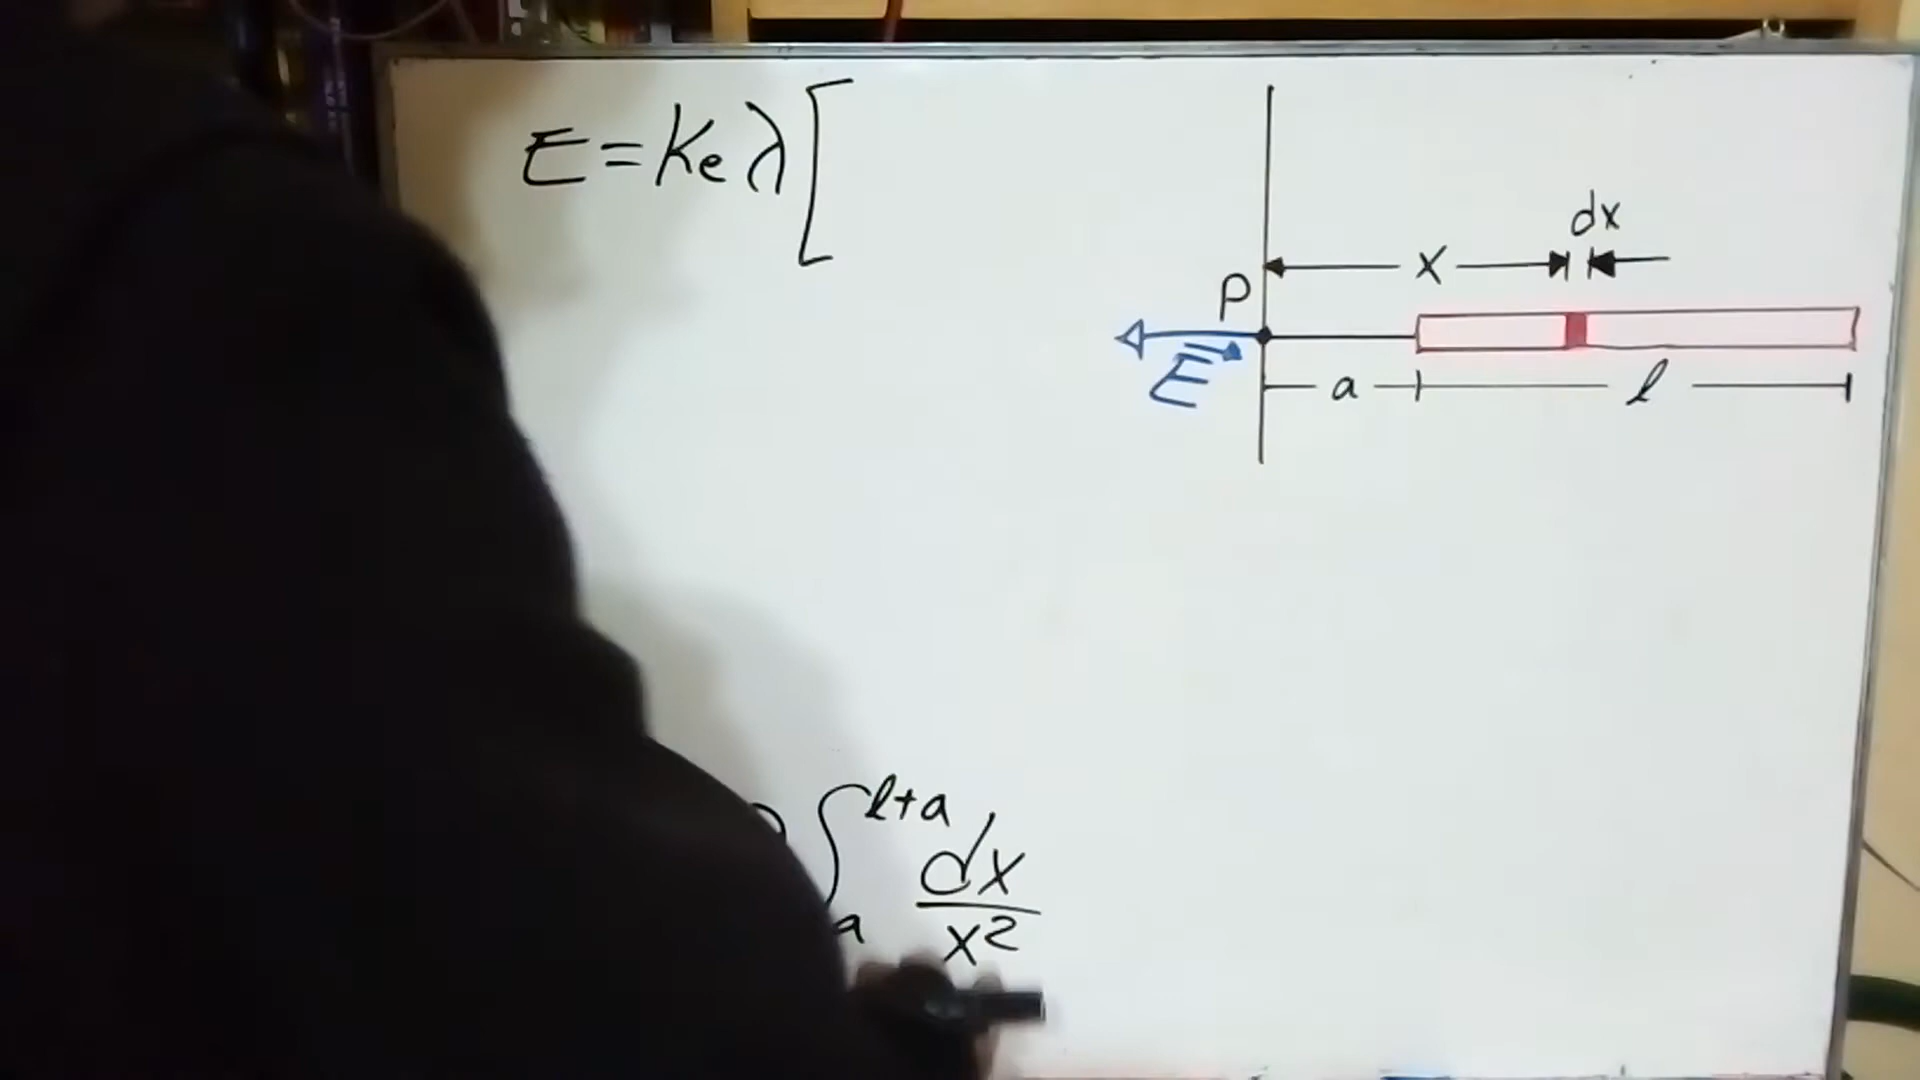 E = Ke λ [
dx
x
P
E
a
l
∫ₐ^{l+a} dx/x²